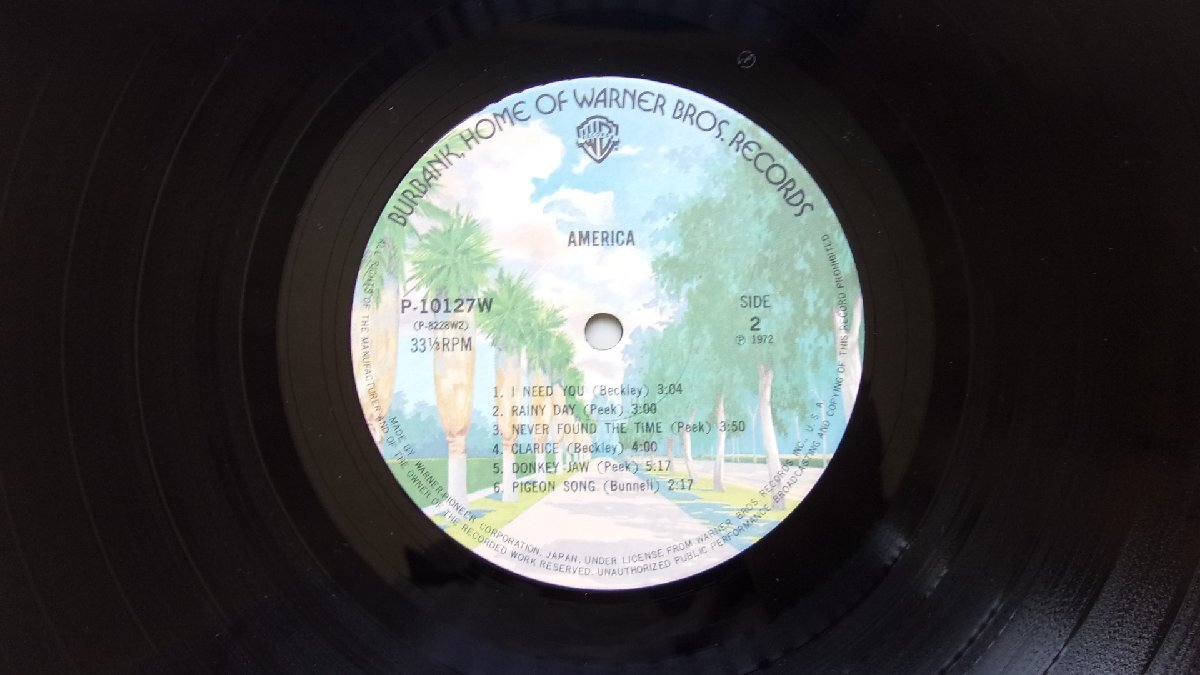 BURBANK, HOME OF WARNER BROS. RECORDS
AMERICA
P-10127W
(P-8228W2)
33⅓RPM
SIDE
2
Ⓟ 1972
1. I NEED YOU (Beckley) 3:04
2. RAINY DAY (Peek) 3:00
3. NEVER FOUND THE TIME (Peek) 3:50
4. CLARICE (Beckley) 4:00
5. DONKEY JAW (Peek) 5:17
6. PIGEON SONG (Bunnell) 2:17
MADE BY WARNER-PIONEER CORPORATION, JAPAN, UNDER LICENSE FROM WARNER BROS RECORDS INC., U.S.A
ALL RIGHTS OF THE MANUFACTURER AND OF THE OWNER OF THE RECORDED WORK RESERVED. UNAUTHORIZED PUBLIC PERFORMANCE, BROADCASTING AND COPYING OF THIS RECORD PROHIBITED.